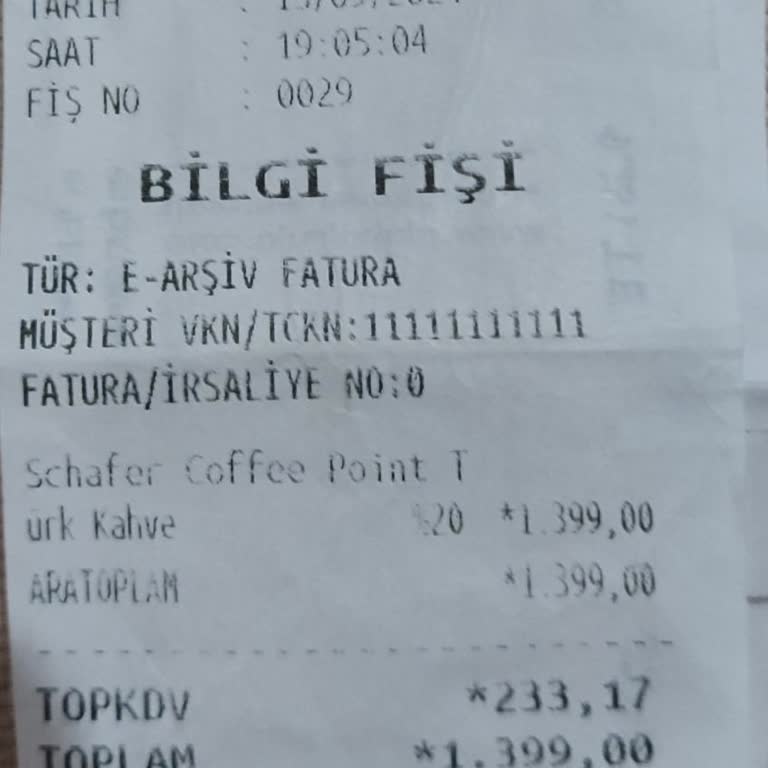 TARİH :
SAAT : 19:05:04
FİŞ NO : 0029
BİLGİ FİŞİ
TÜR: E-ARŞİV FATURA
MÜŞTERİ VKN/TCKN:11111111111
FATURA/İRSALİYE NO:0
Schafer Coffee Point T
ürk Kahve %20 *1.399,00
ARATOPLAM *1.399,00
TOPKDV *233,17
TOPLAM *1.399,00